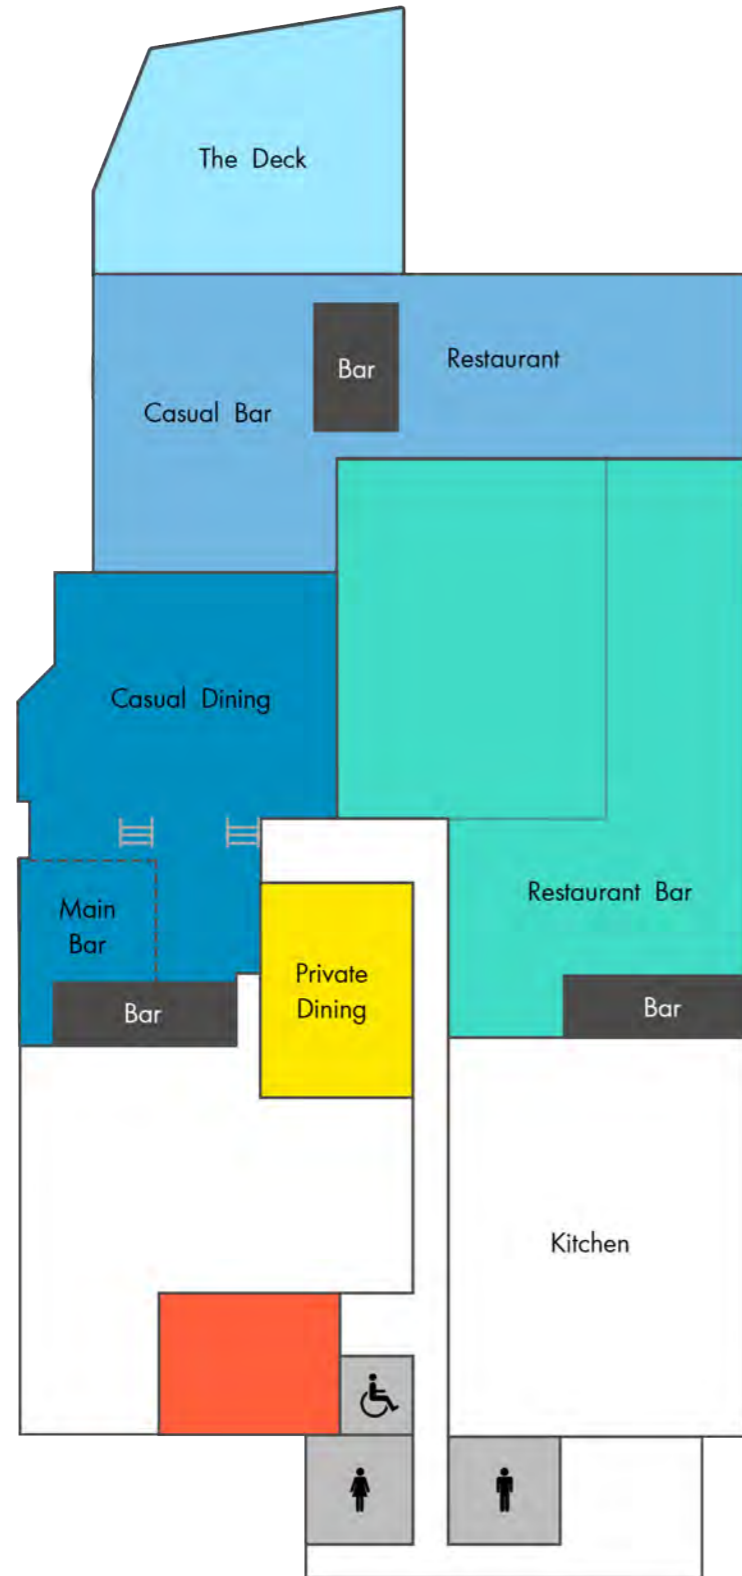 The Deck
Bar
Restaurant
Casual Bar
Casual Dining
Restaurant Bar
Main
Bar
Private
Dining
Bar
Bar
Kitchen